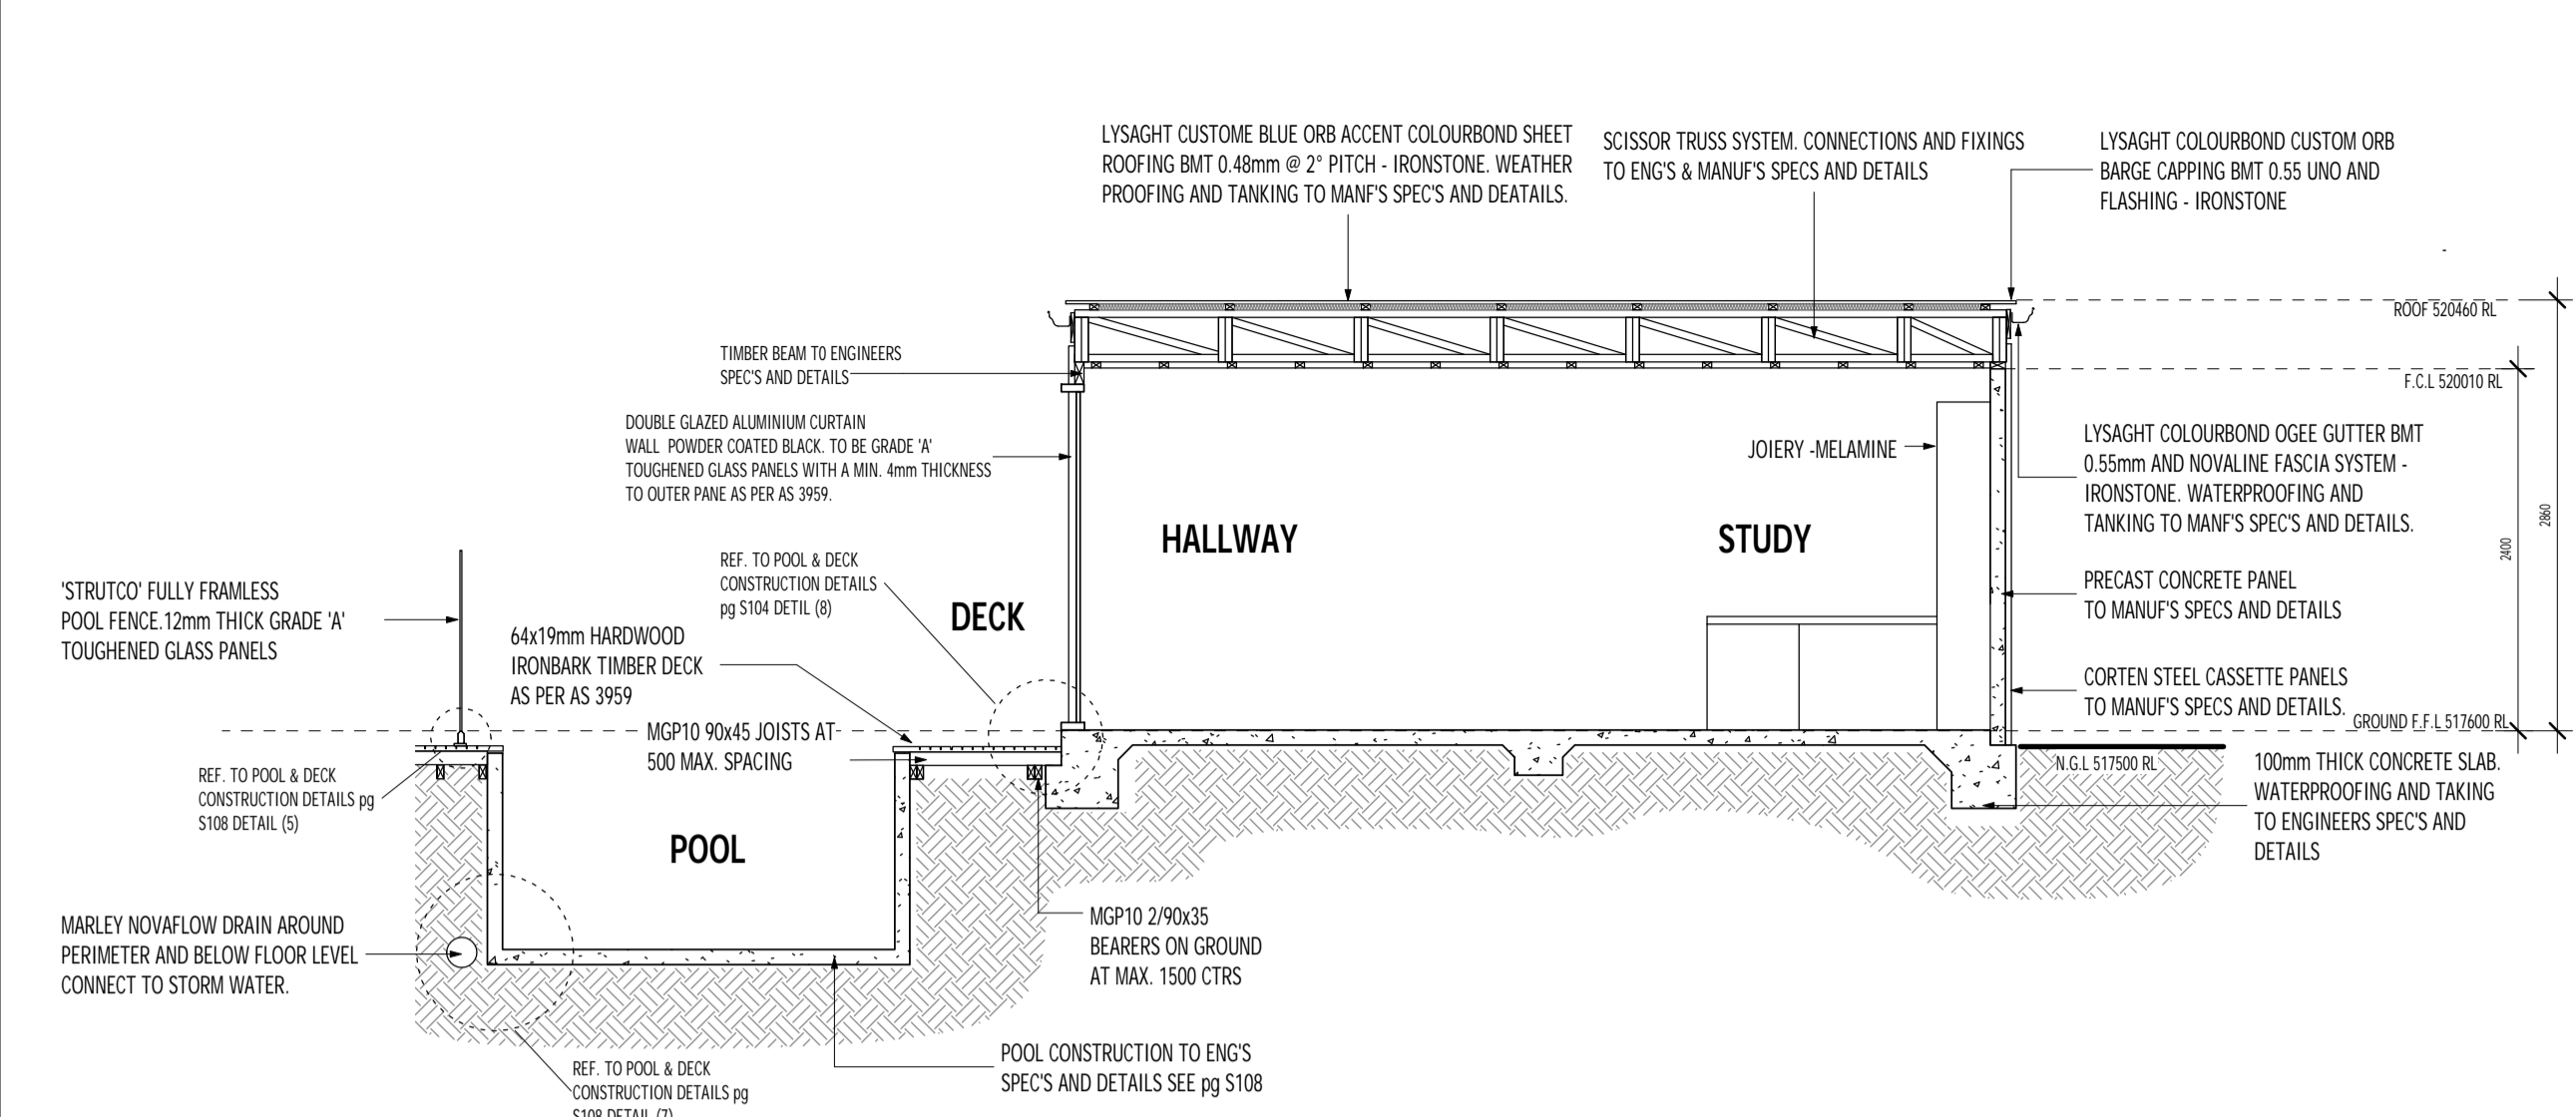 LYSAGHT CUSTOME BLUE ORB ACCENT COLOURBOND SHEET
ROOFING BMT 0.48mm @ 2° PITCH - IRONSTONE. WEATHER
PROOFING AND TANKING TO MANF'S SPEC'S AND DEATAILS.
SCISSOR TRUSS SYSTEM. CONNECTIONS AND FIXINGS
TO ENG'S & MANUF'S SPECS AND DETAILS
LYSAGHT COLOURBOND CUSTOM ORB
BARGE CAPPING BMT 0.55 UNO AND
FLASHING - IRONSTONE
ROOF 520460 RL
TIMBER BEAM TO ENGINEERS
SPEC'S AND DETAILS
F.C.L 520010 RL
DOUBLE GLAZED ALUMINIUM CURTAIN
WALL POWDER COATED BLACK. TO BE GRADE 'A'
TOUGHENED GLASS PANELS WITH A MIN. 4mm THICKNESS
TO OUTER PANE AS PER AS 3959.
JOIERY -MELAMINE
LYSAGHT COLOURBOND OGEE GUTTER BMT
0.55mm AND NOVALINE FASCIA SYSTEM -
IRONSTONE. WATERPROOFING AND
TANKING TO MANF'S SPEC'S AND DETAILS.
2860
2400
HALLWAY
STUDY
REF. TO POOL & DECK
CONSTRUCTION DETAILS
pg S104 DETIL (8)
'STRUTCO' FULLY FRAMLESS
POOL FENCE.12mm THICK GRADE 'A'
TOUGHENED GLASS PANELS
DECK
PRECAST CONCRETE PANEL
TO MANUF'S SPECS AND DETAILS
64x19mm HARDWOOD
IRONBARK TIMBER DECK
AS PER AS 3959
CORTEN STEEL CASSETTE PANELS
TO MANUF'S SPECS AND DETAILS.
GROUND F.F.L 517600 RL
MGP10 90x45 JOISTS AT
500 MAX. SPACING
N.G.L 517500 RL
REF. TO POOL & DECK
CONSTRUCTION DETAILS pg
S108 DETAIL (5)
100mm THICK CONCRETE SLAB.
WATERPROOFING AND TAKING
TO ENGINEERS SPEC'S AND
DETAILS
POOL
MARLEY NOVAFLOW DRAIN AROUND
PERIMETER AND BELOW FLOOR LEVEL
CONNECT TO STORM WATER.
MGP10 2/90x35
BEARERS ON GROUND
AT MAX. 1500 CTRS
POOL CONSTRUCTION TO ENG'S
SPEC'S AND DETAILS SEE pg S108
REF. TO POOL & DECK
CONSTRUCTION DETAILS pg
S108 DETAIL (7)